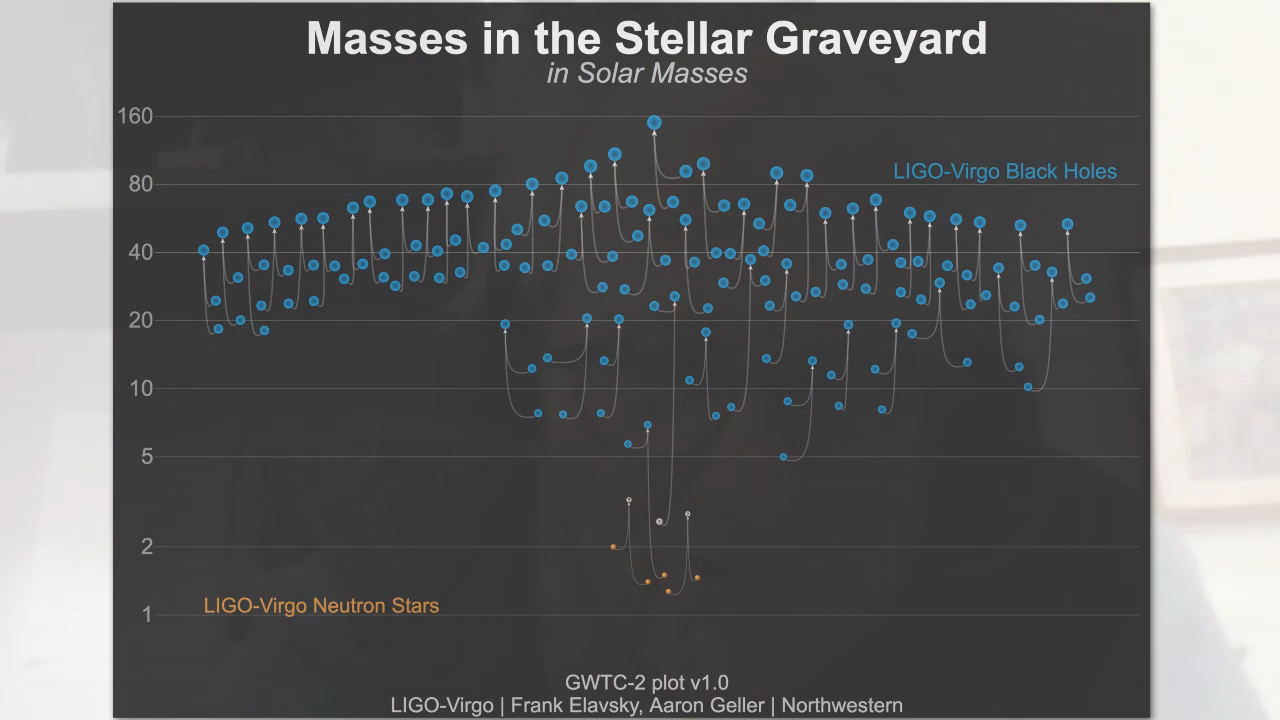 Masses in the Stellar Graveyard
in Solar Masses
160
LIGO-Virgo Black Holes
80
40
20
10
5
2
LIGO-Virgo Neutron Stars
1
GWTC-2 plot v1.0
LIGO-Virgo | Frank Elavsky, Aaron Geller | Northwestern